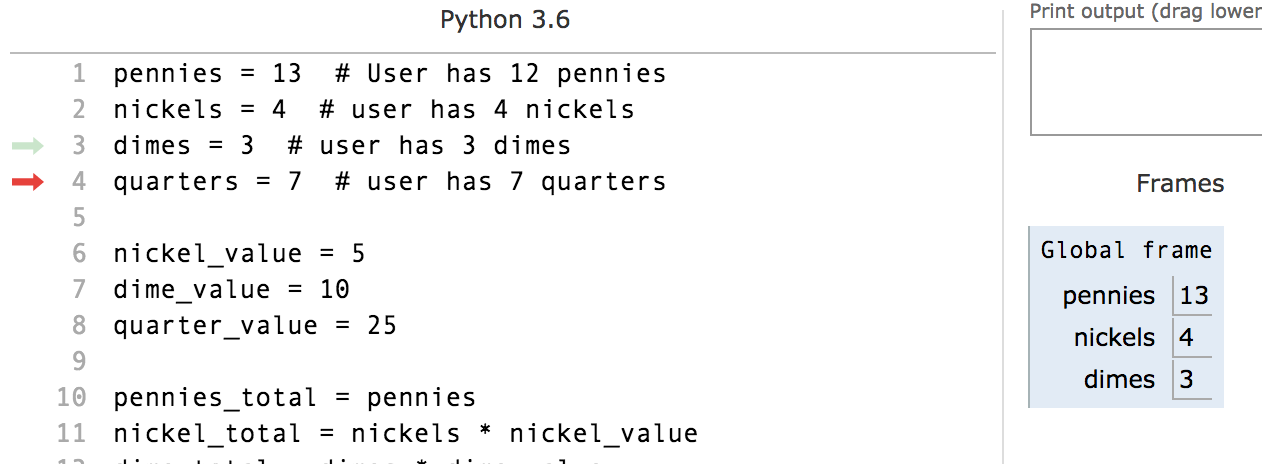 Python 3.6
1 pennies = 13  # User has 12 pennies
2 nickels = 4  # user has 4 nickels
3 dimes = 3  # user has 3 dimes
4 quarters = 7  # user has 7 quarters
5
6 nickel_value = 5
7 dime_value = 10
8 quarter_value = 25
9
10 pennies_total = pennies
11 nickel_total = nickels * nickel_value
Print output (drag lower
Frames
Global frame
pennies 13
nickels 4
dimes 3